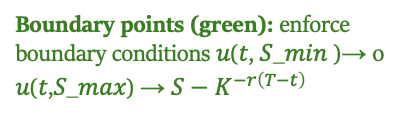 Boundary points (green): enforce
boundary conditions u(t, S_min )→ 0
u(t,S_max) → S − K^{−r(T−t)}